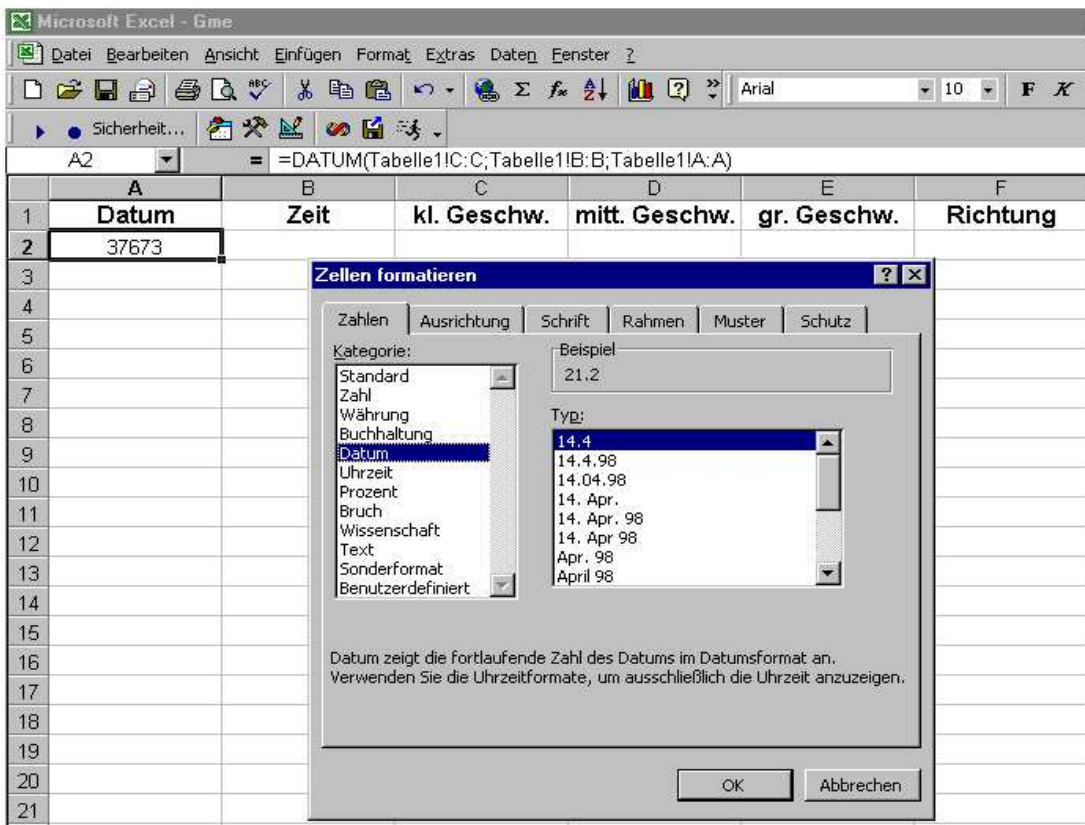 Microsoft Excel - Gme
Datei Bearbeiten Ansicht Einfügen Format Extras Daten Fenster ?
ABC Σ fx Arial 10 F K
Sicherheit...
A2 = =DATUM(Tabelle1!C:C;Tabelle1!B:B;Tabelle1!A:A)
A B C D E F
1 Datum Zeit kl. Geschw. mitt. Geschw. gr. Geschw. Richtung
2 37673
3
4
5
6
7
8
9
10
11
12
13
14
15
16
17
18
19
20
21
Zellen formatieren ?
Zahlen Ausrichtung Schrift Rahmen Muster Schutz
Kategorie:
Standard
Zahl
Währung
Buchhaltung
Datum
Uhrzeit
Prozent
Bruch
Wissenschaft
Text
Sonderformat
Benutzerdefiniert
Beispiel
21.2
Typ:
14.4
14.4.98
14.04.98
14. Apr.
14. Apr. 98
14. Apr 98
Apr. 98
April 98
Datum zeigt die fortlaufende Zahl des Datums im Datumsformat an.
Verwenden Sie die Uhrzeitformate, um ausschließlich die Uhrzeit anzuzeigen.
OK Abbrechen